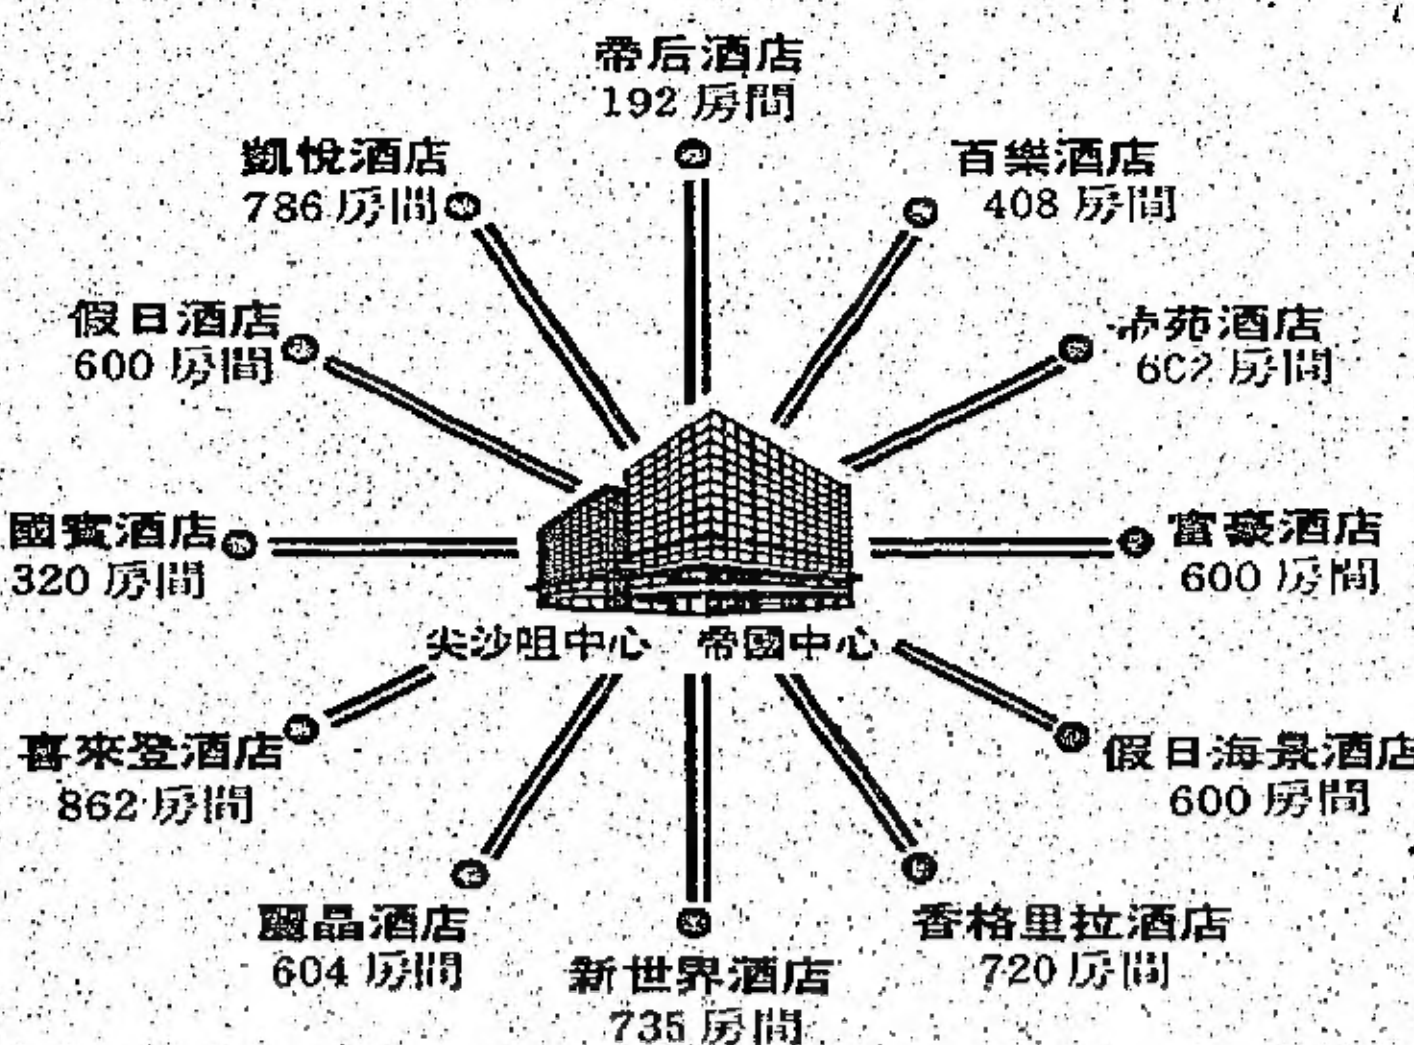 帝后酒店
192 房間
凱悅酒店
786 房間
百樂酒店
408 房間
假日酒店
600 房間
帝苑酒店
602 房間
國賓酒店
320 房間
富豪酒店
600 房間
尖沙咀中心 帝國中心
喜來登酒店
862 房間
假日海景酒店
600 房間
麗晶酒店
604 房間
香格里拉酒店
720 房間
新世界酒店
735 房間